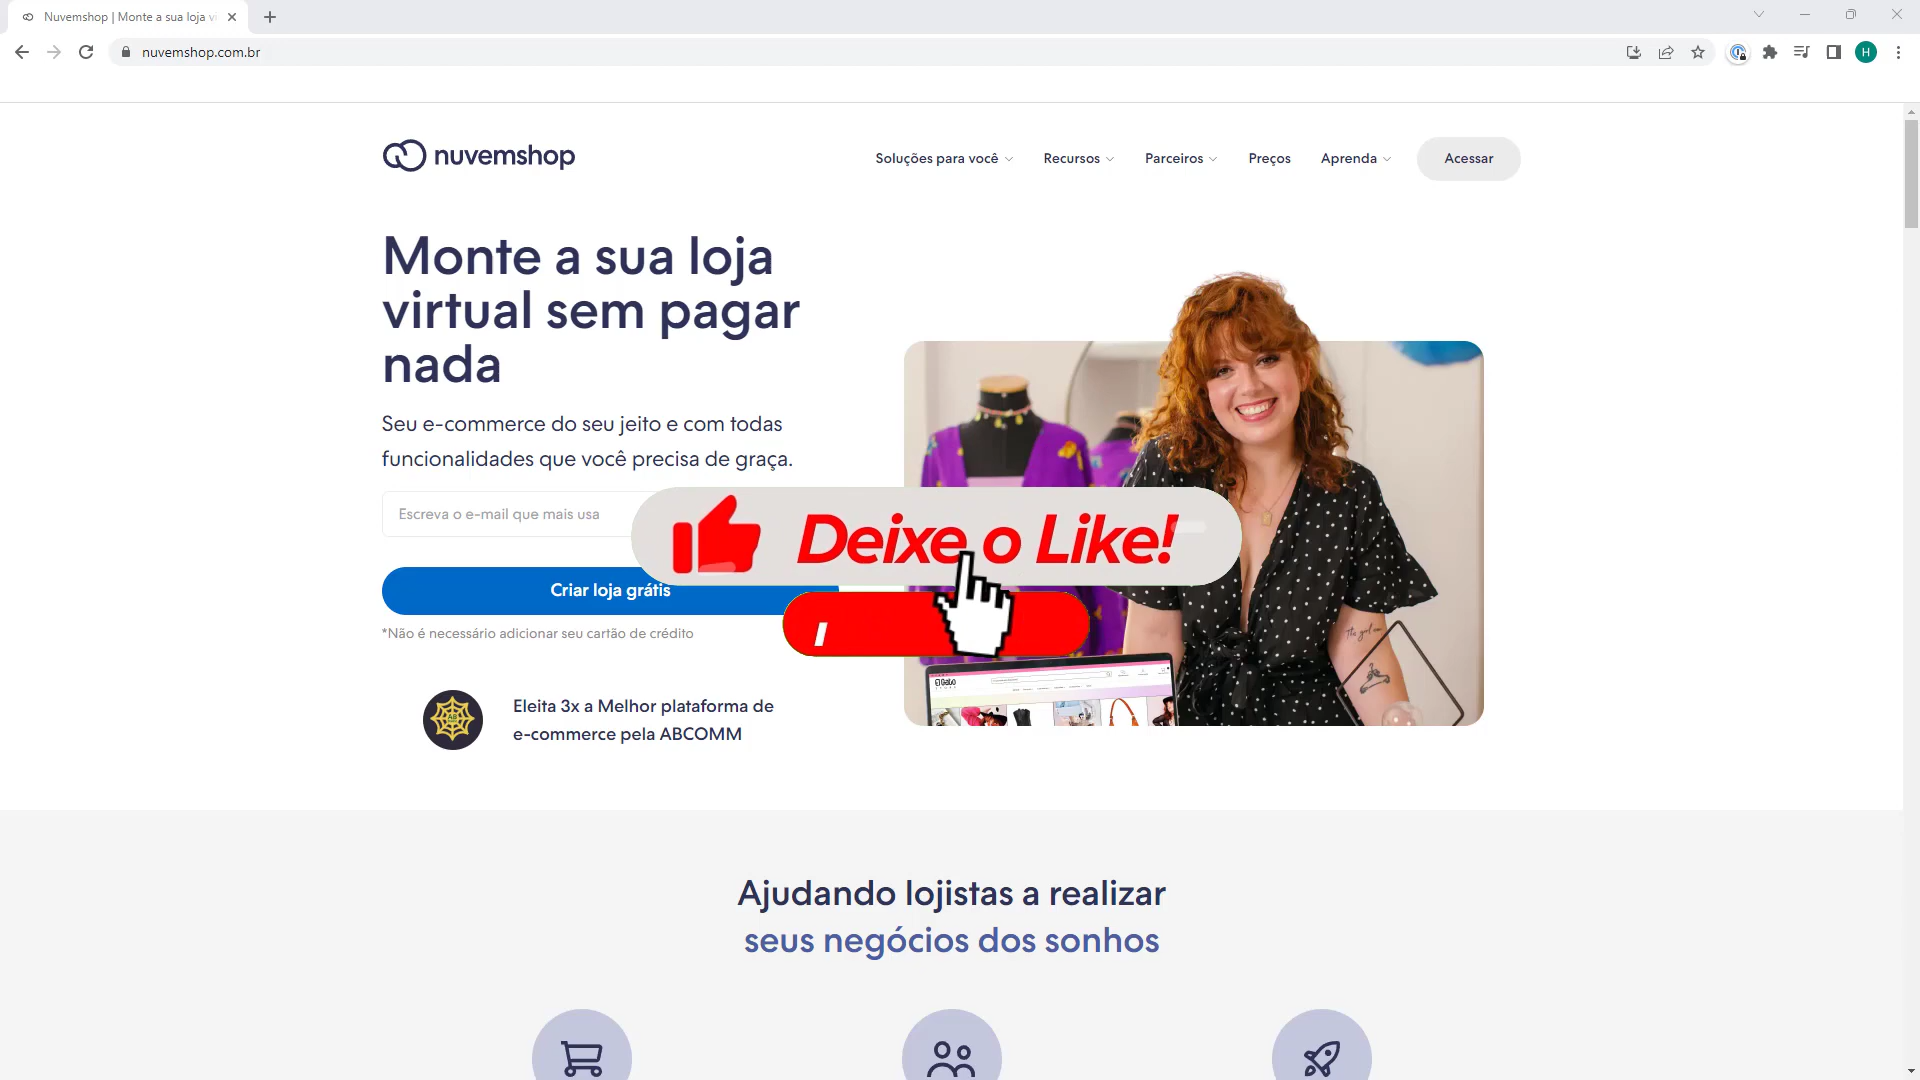 Nuvemshop | Monte a sua loja vi
nuvemshop.com.br
H
nuvemshop
Soluções para você
Recursos
Parceiros
Preços
Aprenda
Acessar
Monte a sua loja
virtual sem pagar
nada
Seu e-commerce do seu jeito e com todas
funcionalidades que você precisa de graça.
Escreva o e-mail que mais usa
Deixe o Like!
Criar loja grátis
I
*Não é necessário adicionar seu cartão de crédito
Eleita 3x a Melhor plataforma de
e-commerce pela ABCOMM
El Gato
Ajudando lojistas a realizar
seus negócios dos sonhos